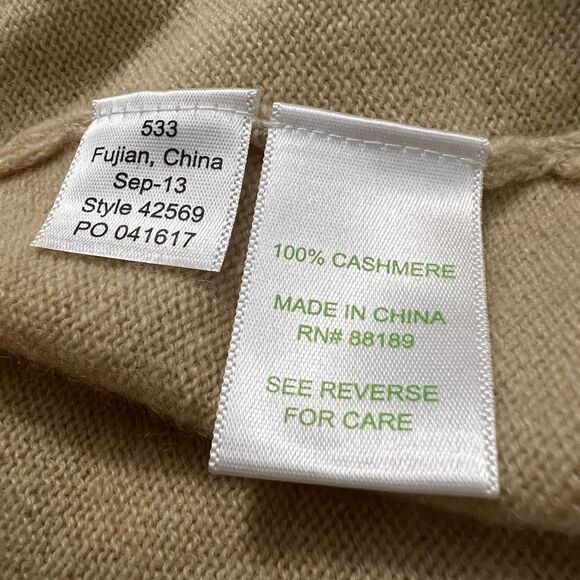 533
Fujian, China
Sep-13
Style 42569
PO 041617
100% CASHMERE
MADE IN CHINA
RN# 88189
SEE REVERSE
FOR CARE